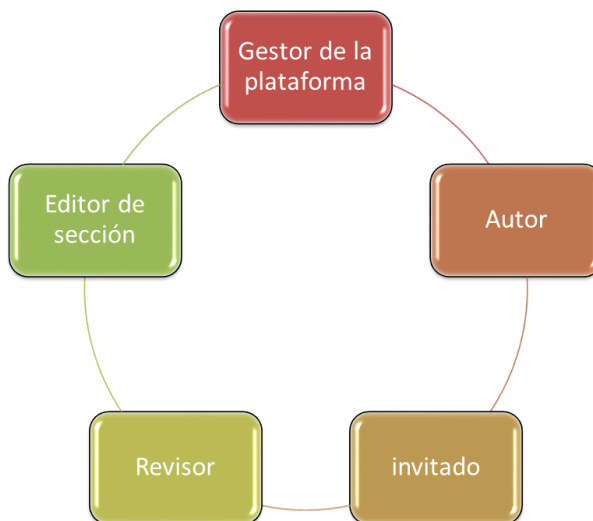 Gestor de la
plataforma
Autor
invitado
Revisor
Editor de
sección